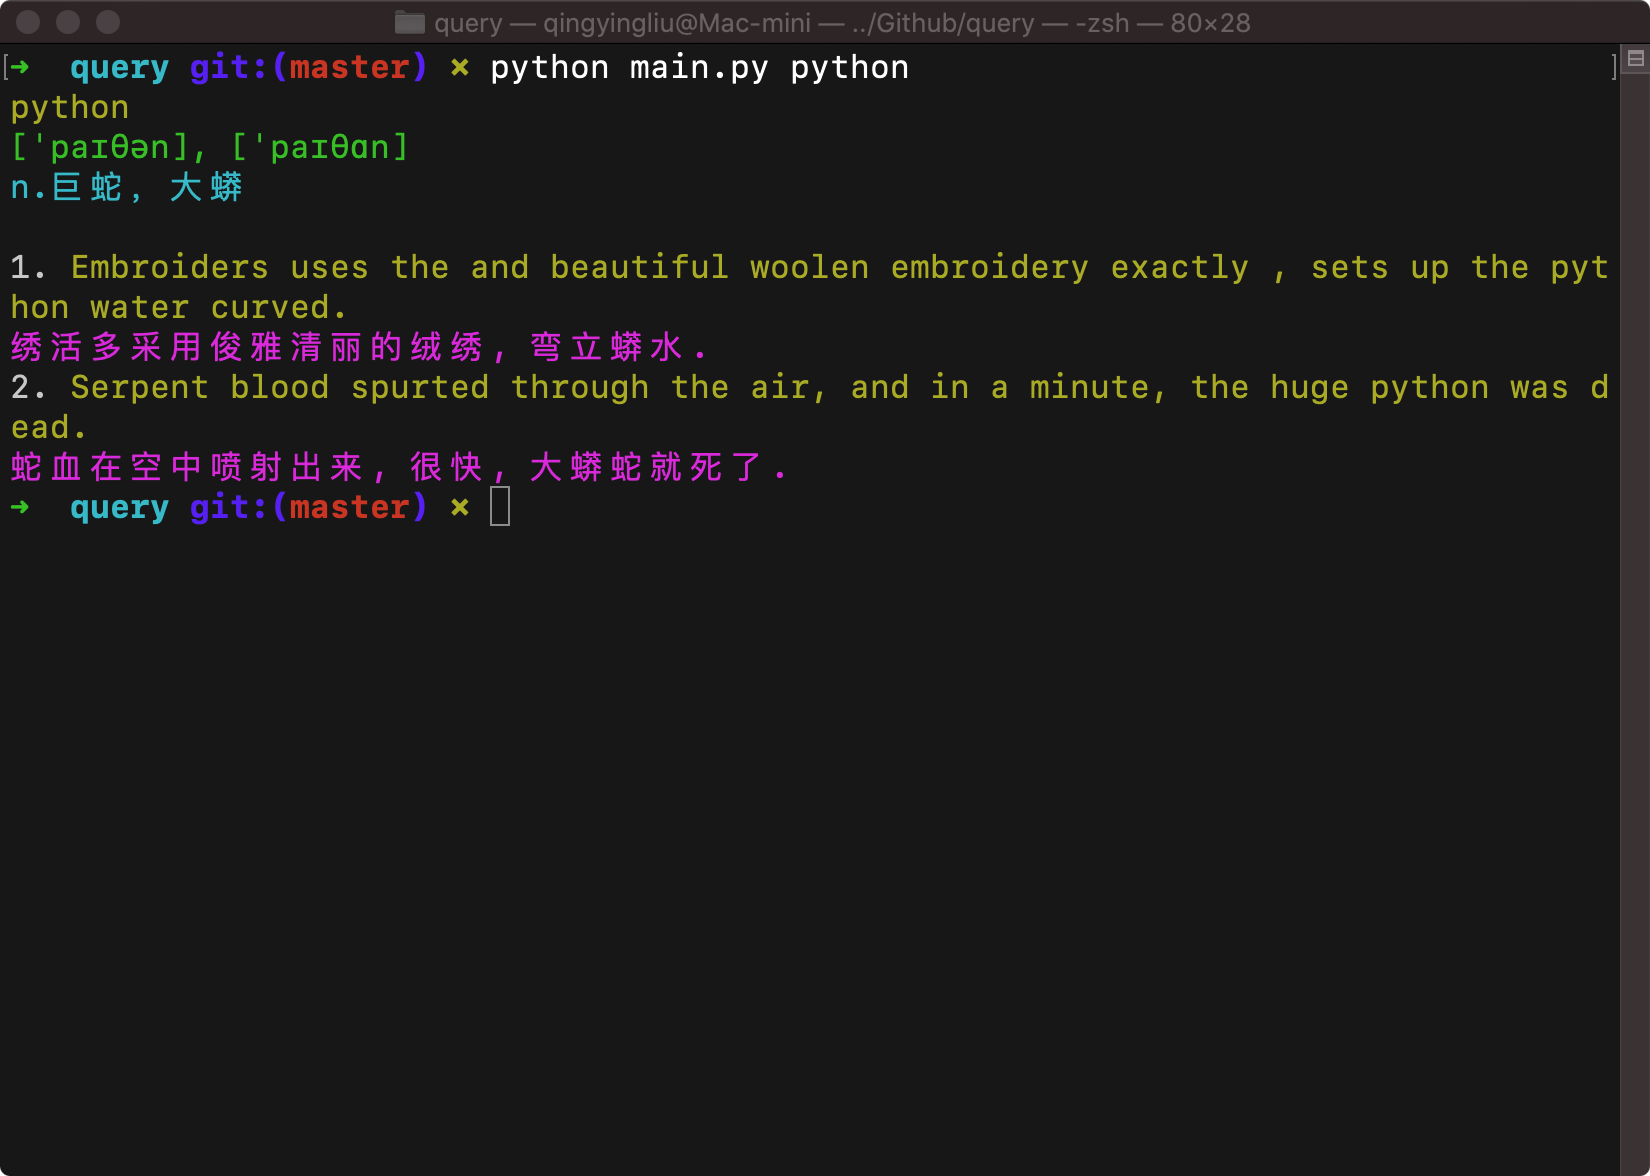 query — qingyingliu@Mac-mini — ../Github/query — -zsh — 80×28
[➜  query git:(master) ✗ python main.py python ]
python
[ˈpaɪθən], [ˈpaɪθɑn]
n.巨蛇, 大蟒
1. Embroiders uses the and beautiful woolen embroidery exactly , sets up the pyt
hon water curved.
绣活多采用俊雅清丽的绒绣, 弯立蟒水.
2. Serpent blood spurted through the air, and in a minute, the huge python was d
ead.
蛇血在空中喷射出来, 很快, 大蟒蛇就死了.
➜  query git:(master) ✗